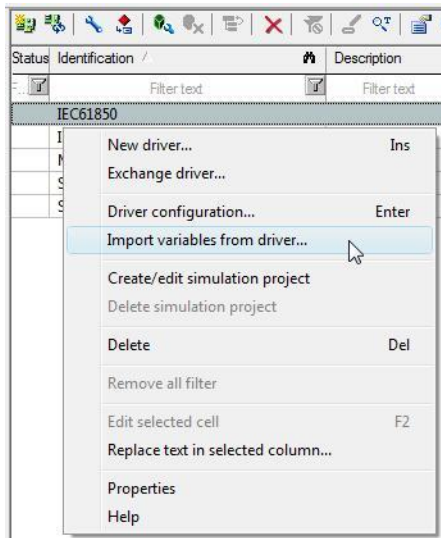 Status Identification Description
F... Filter text Filter text
IEC61850
I
New driver... Ins
Exchange driver...
Driver configuration... Enter
Import variables from driver...
Create/edit simulation project
Delete simulation project
Delete Del
Remove all filter
Edit selected cell F2
Replace text in selected column...
Properties
Help